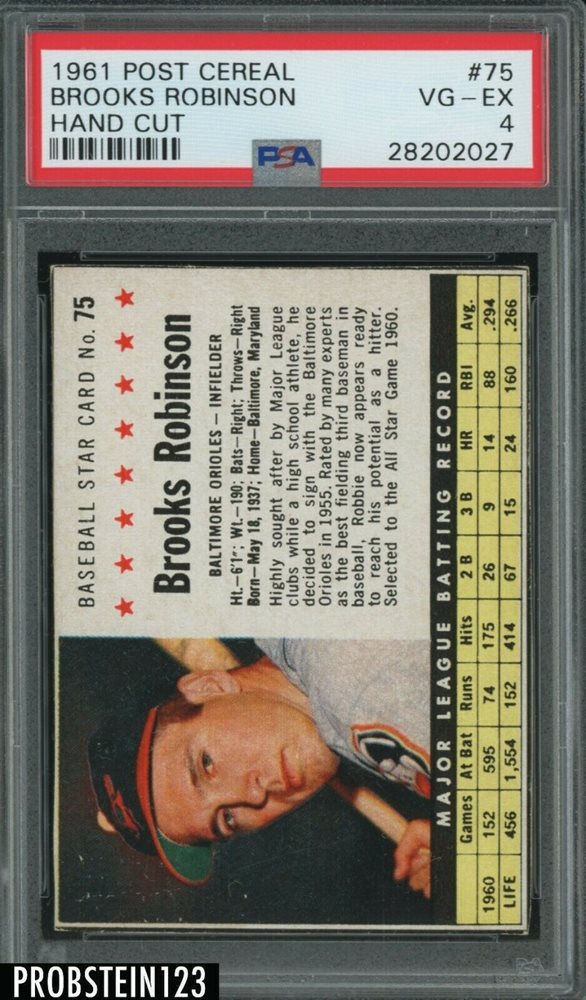 1961 POST CEREAL #75
BROOKS ROBINSON VG-EX
HAND CUT 4
PSA 28202027
BASEBALL STAR CARD No. 75
Brooks Robinson
BALTIMORE ORIOLES — INFIELDER
Ht.—6'1"; Wt.—190; Bats—Right; Throws—Right
Born—May 18, 1937; Home—Baltimore, Maryland
Highly sought after by Major League
clubs while a high school athlete, he
decided to sign with the Baltimore
Orioles in 1955. Rated by many experts
as the best fielding third baseman in
baseball, Robbie now appears ready
to reach his potential as a hitter.
Selected to the All Star Game 1960.
MAJOR LEAGUE BATTING RECORD
Games At Bat Runs Hits 2 B 3 B HR RBI Avg.
1960 152 595 74 175 26 9 14 88 .294
LIFE 456 1,554 152 414 67 15 24 160 .266
PROBSTEIN123